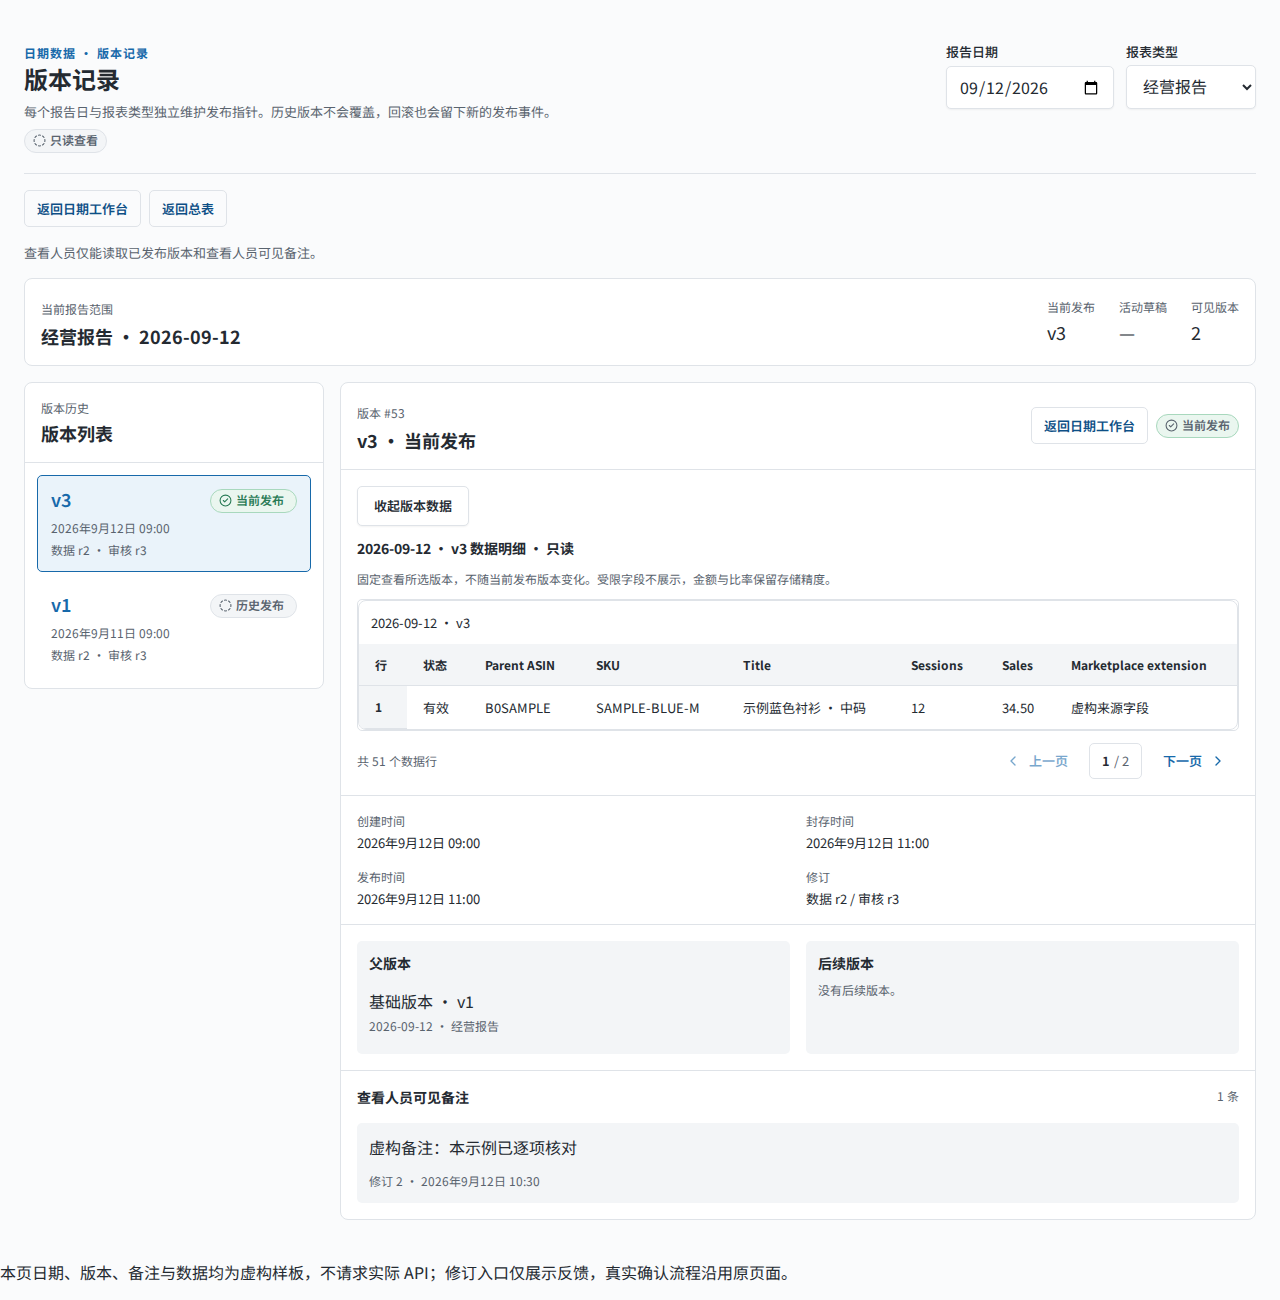 日期数据 · 版本记录
版本记录
每个报告日与报表类型独立维护发布指针。历史版本不会覆盖，回滚也会留下新的发布事件。
只读查看
报告日期
09/12/2026
报表类型
经营报告
返回日期工作台
返回总表
查看人员仅能读取已发布版本和查看人员可见备注。
当前报告范围
经营报告 · 2026-09-12
当前发布
v3
活动草稿
—
可见版本
2
版本历史
版本列表
v3
当前发布
2026年9月12日 09:00
数据 r2 · 审核 r3
v1
历史发布
2026年9月11日 09:00
数据 r2 · 审核 r3
版本 #53
v3 · 当前发布
返回日期工作台
当前发布
收起版本数据
2026-09-12 · v3 数据明细 · 只读
固定查看所选版本，不随当前发布版本变化。受限字段不展示，金额与比率保留存储精度。
2026-09-12 · v3
行 状态 Parent ASIN SKU Title Sessions Sales Marketplace extension
1 有效 B0SAMPLE SAMPLE-BLUE-M 示例蓝色衬衫 · 中码 12 34.50 虚构来源字段
共 51 个数据行
上一页
1 / 2
下一页
创建时间
2026年9月12日 09:00
封存时间
2026年9月12日 11:00
发布时间
2026年9月12日 11:00
修订
数据 r2 / 审核 r3
父版本
基础版本 · v1
2026-09-12 · 经营报告
后续版本
没有后续版本。
查看人员可见备注
1 条
虚构备注：本示例已逐项核对
修订 2 · 2026年9月12日 10:30
本页日期、版本、备注与数据均为虚构样板，不请求实际 API；修订入口仅展示反馈，真实确认流程沿用原页面。